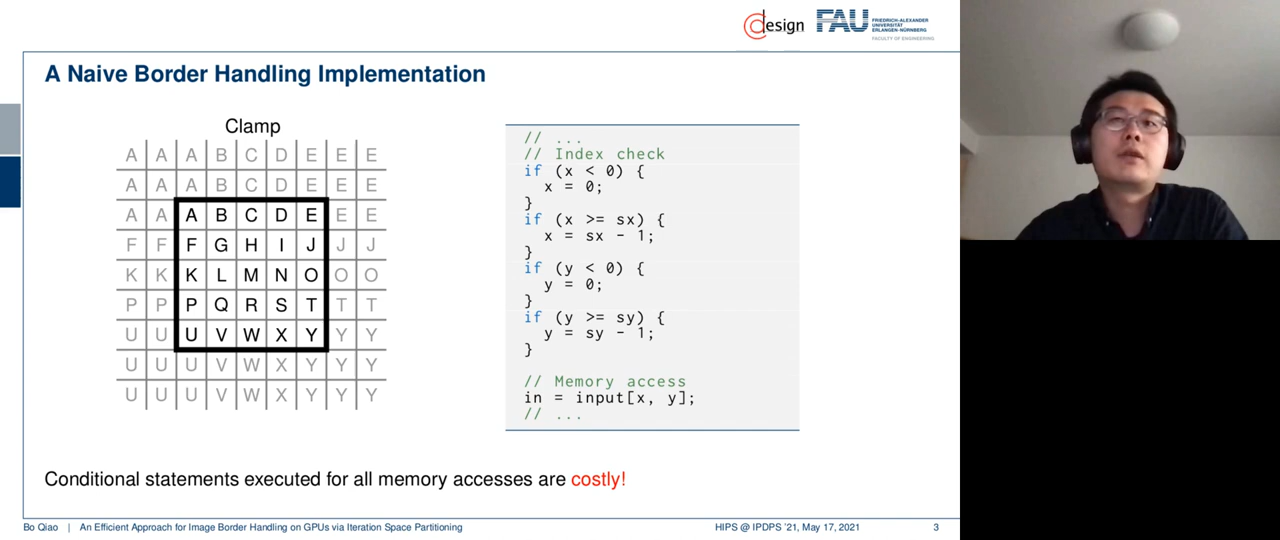 design FAU FRIEDRICH-ALEXANDER
UNIVERSITÄT
ERLANGEN-NÜRNBERG
FACULTY OF ENGINEERING
A Naive Border Handling Implementation
Clamp
A A A B C D E E E
A A A B C D E E E
A A A B C D E E E
F F F G H I J J J
K K K L M N O O O
P P P Q R S T T T
U U U V W X Y Y Y
U U U V W X Y Y Y
U U U V W X Y Y Y
// ...
// Index check
if (x < 0) {
x = 0;
}
if (x >= sx) {
x = sx - 1;
}
if (y < 0) {
y = 0;
}
if (y >= sy) {
y = sy - 1;
}
// Memory access
in = input[x, y];
// ...
Conditional statements executed for all memory accesses are costly!
Bo Qiao | An Efficient Approach for Image Border Handling on GPUs via Iteration Space Partitioning HIPS @ IPDPS '21, May 17, 2021 3